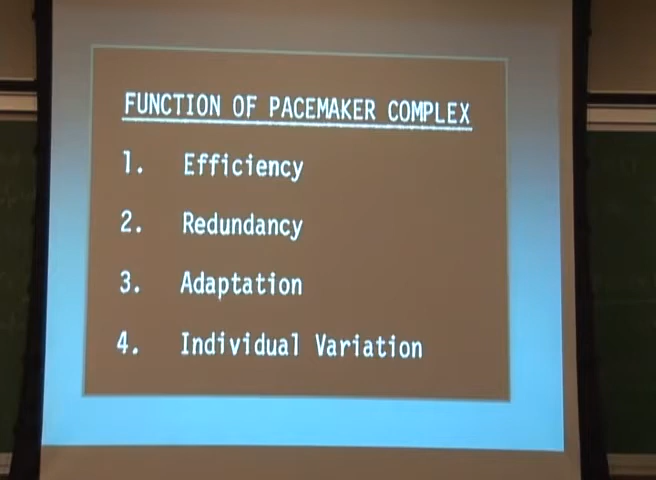 FUNCTION OF PACEMAKER COMPLEX
1. Efficiency
2. Redundancy
3. Adaptation
4. Individual Variation